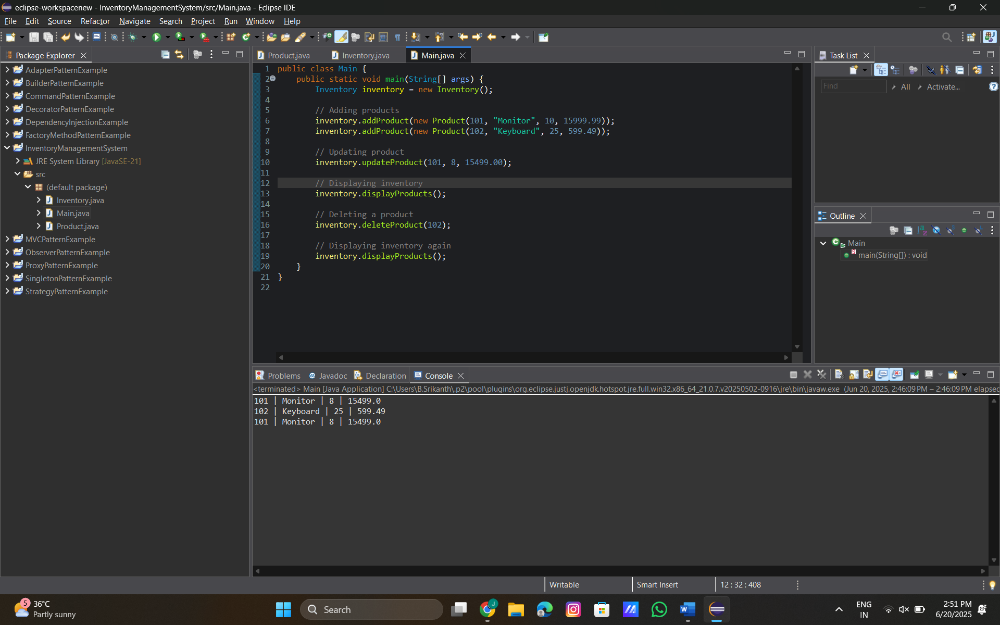 eclipse-workspacenew - InventoryManagementSystem/src/Main.java - Eclipse IDE
File Edit Source Refactor Navigate Search Project Run Window Help
Package Explorer
AdapterPatternExample
BuilderPatternExample
CommandPatternExample
DecoratorPatternExample
DependencyInjectionExample
FactoryMethodPatternExample
InventoryManagementSystem
JRE System Library [JavaSE-21]
src
(default package)
Inventory.java
Main.java
Product.java
MVCPatternExample
ObserverPatternExample
ProxyPatternExample
SingletonPatternExample
StrategyPatternExample
Product.java Inventory.java Main.java
1 public class Main {
2 public static void main(String[] args) {
3 Inventory inventory = new Inventory();
4
5 // Adding products
6 inventory.addProduct(new Product(101, "Monitor", 10, 15999.99));
7 inventory.addProduct(new Product(102, "Keyboard", 25, 599.49));
8
9 // Updating product
10 inventory.updateProduct(101, 8, 15499.00);
11
12 // Displaying inventory
13 inventory.displayProducts();
14
15 // Deleting a product
16 inventory.deleteProduct(102);
17
18 // Displaying inventory again
19 inventory.displayProducts();
20 }
21 }
22
Task List
Find All Activate...
Outline
Main
main(String[]) : void
Problems Javadoc Declaration Console
<terminated> Main [Java Application] C:\Users\B.Srikanth\.p2\pool\plugins\org.eclipse.justj.openjdk.hotspot.jre.full.win32.x86_64_21.0.7.v20250502-0916\jre\bin\javaw.exe (Jun 20, 2025, 2:46:09 PM – 2:46:09 PM elapsed
101 | Monitor | 8 | 15499.0
102 | Keyboard | 25 | 599.49
101 | Monitor | 8 | 15499.0
Writable Smart Insert 12 : 32 : 408
5
36°C
Partly sunny
Search
J
ENG
IN
2:51 PM
6/20/2025